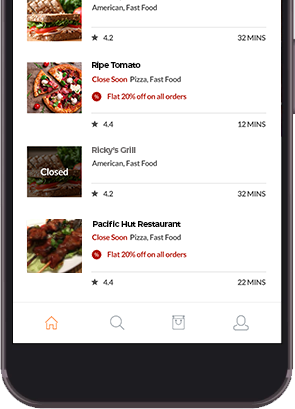 American, Fast Food
4.2 32 MINS
Ripe Tomato
Close Soon Pizza, Fast Food
% Flat 20% off on all orders
4.4 12 MINS
Ricky's Grill
Closed
American, Fast Food
4.2 32 MINS
Pacific Hut Restaurant
Close Soon Pizza, Fast Food
% Flat 20% off on all orders
4.4 22 MINS